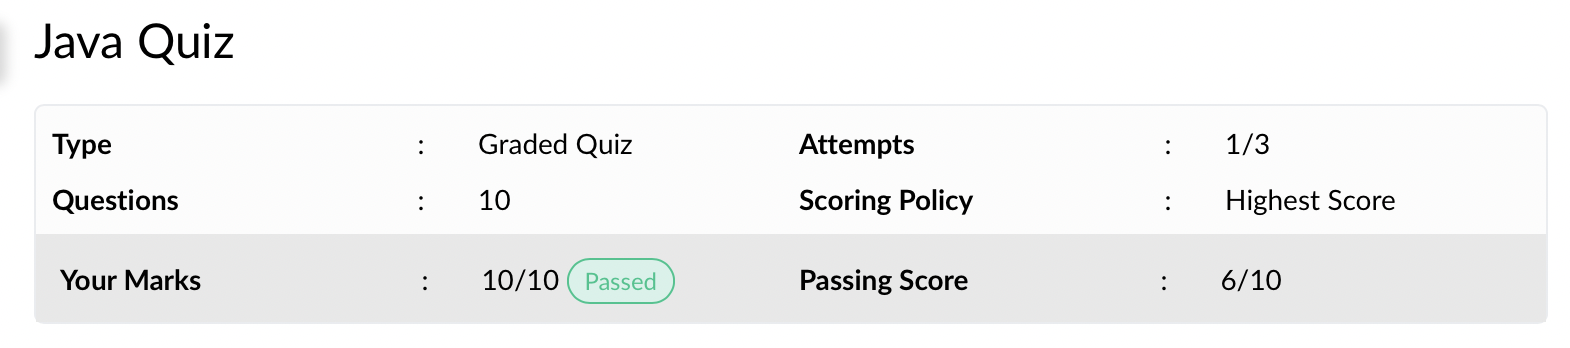 Java Quiz
Type : Graded Quiz Attempts : 1/3
Questions : 10 Scoring Policy : Highest Score
Your Marks : 10/10 Passed Passing Score : 6/10